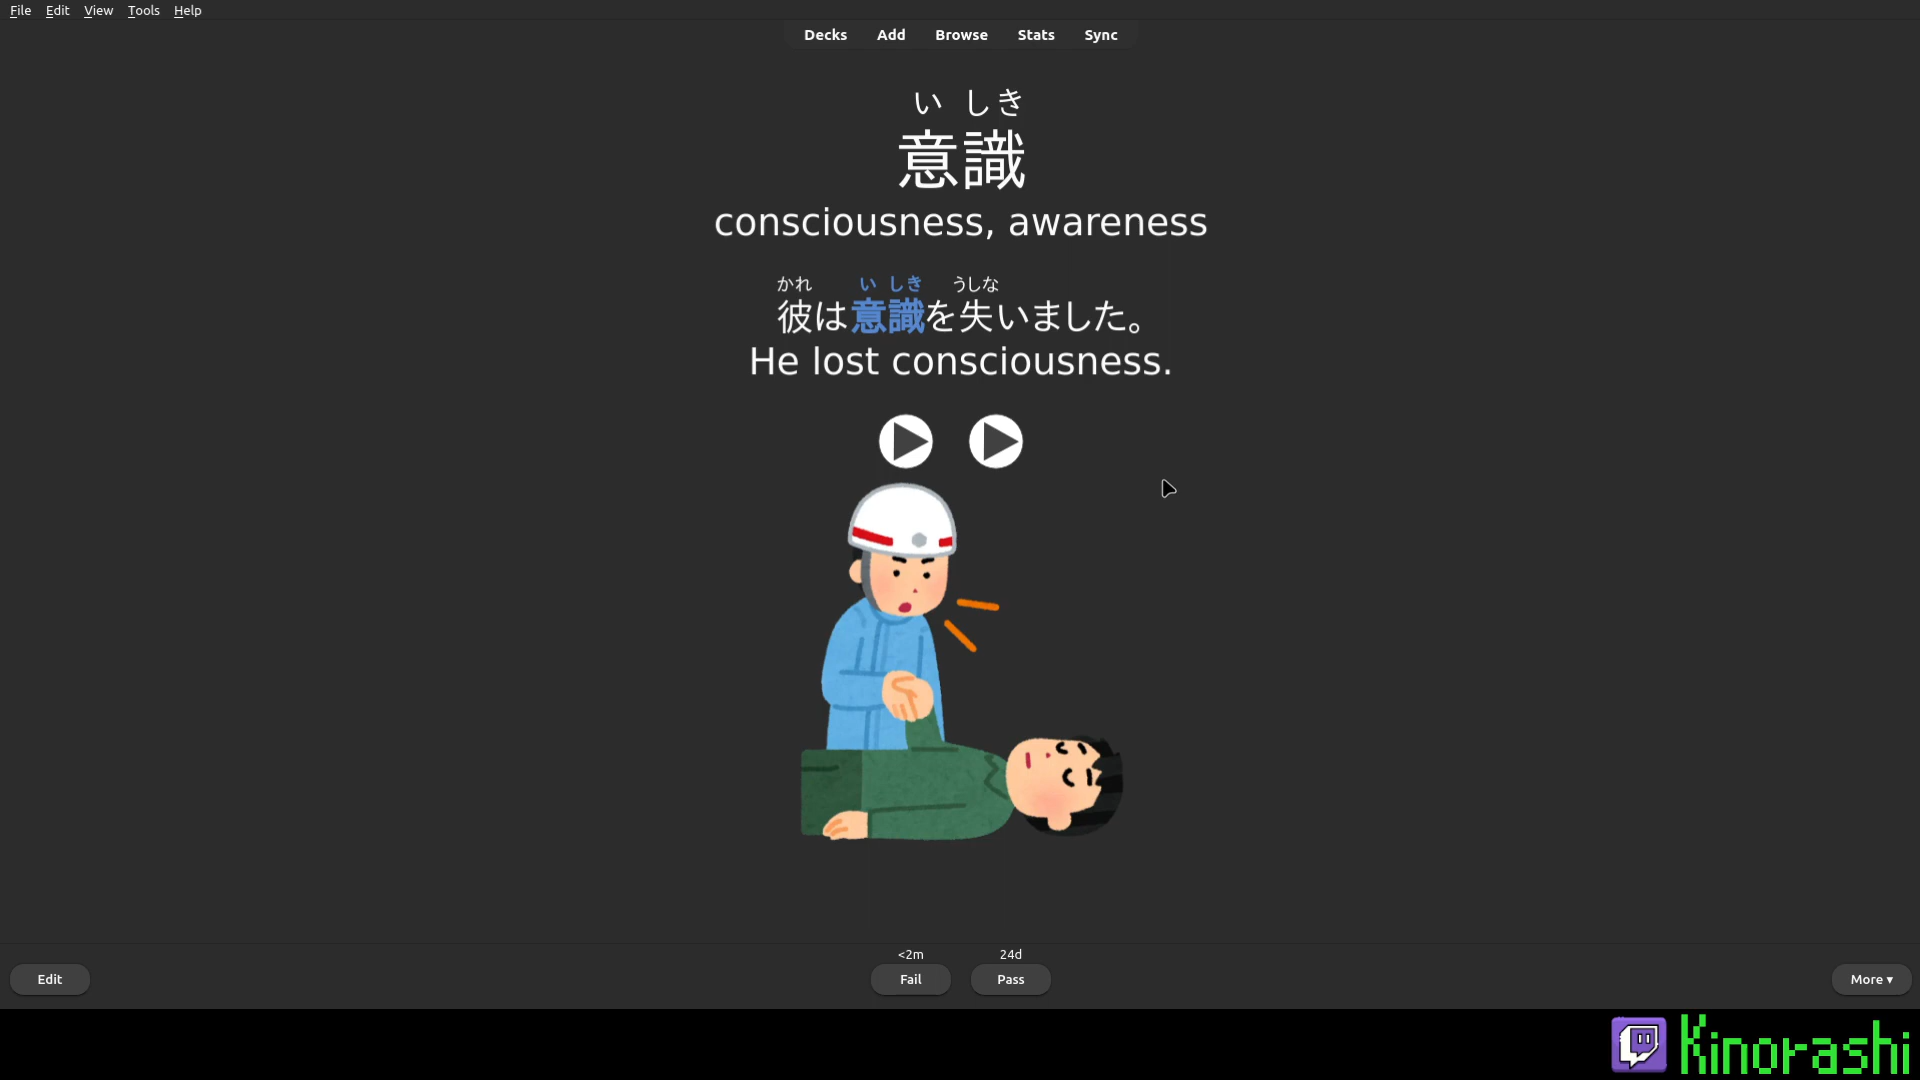 File Edit View Tools Help
Decks Add Browse Stats Sync
い しき
意識
consciousness, awareness
かれ い しき うしな
彼は意識を失いました。
He lost consciousness.
<2m 24d
Edit Fail Pass More ▾
Kinorashi